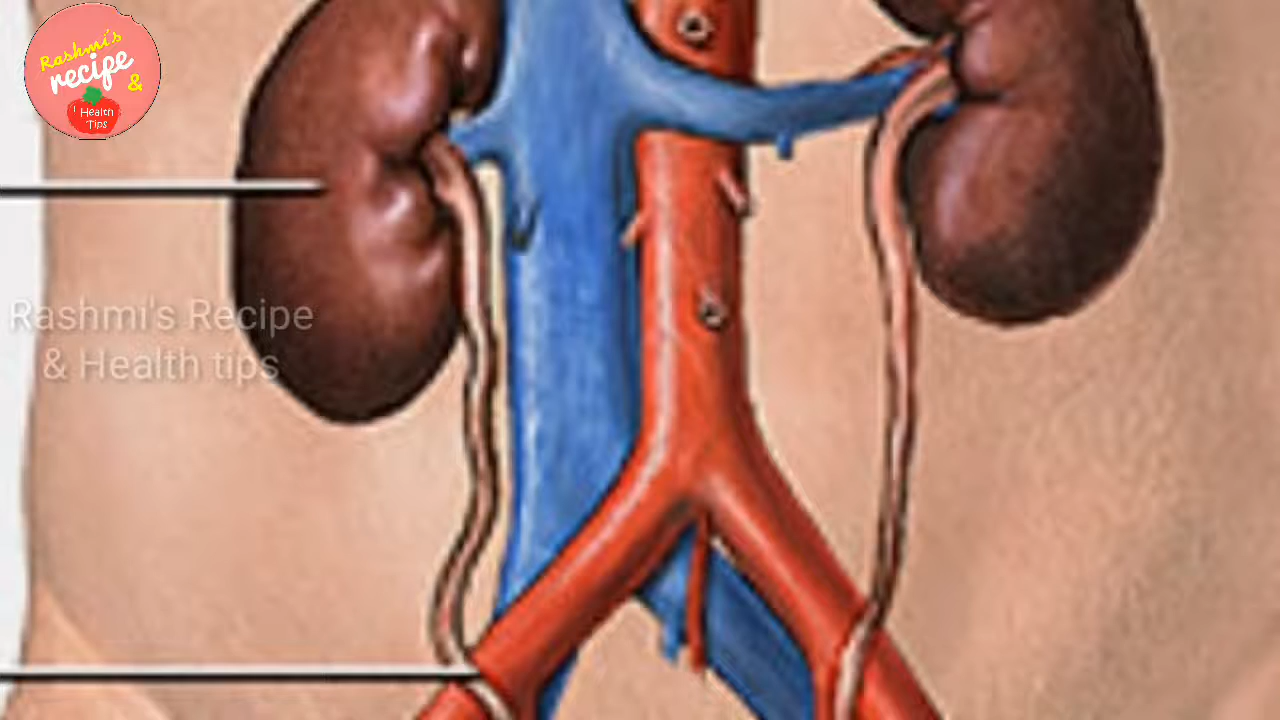 Rashmi's
recipe
&
Health
Tips
Rashmi's Recipe
& Health tips